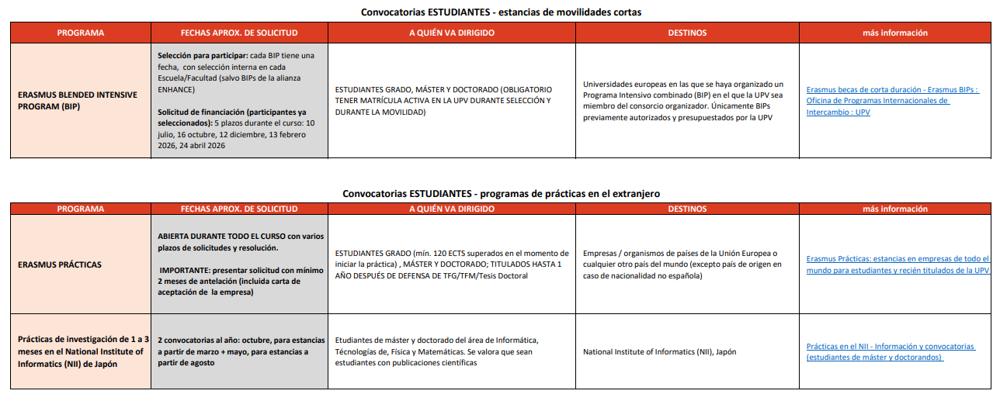 Convocatorias ESTUDIANTES - estancias de movilidades cortas
PROGRAMA
FECHAS APROX. DE SOLICITUD
A QUIÉN VA DIRIGIDO
DESTINOS
más información
ERASMUS BLENDED INTENSIVE
PROGRAM (BIP)
Selección para participar: cada BIP tiene una
fecha, con selección interna en cada
Escuela/Facultad (salvo BIPs de la alianza
ENHANCE)
Solicitud de financiación (participantes ya
seleccionados): 5 plazos durante el curso: 10
julio, 16 octubre, 12 diciembre, 13 febrero
2026, 24 abril 2026
ESTUDIANTES GRADO, MÁSTER Y DOCTORADO (OBLIGATORIO
TENER MATRÍCULA ACTIVA EN LA UPV DURANTE SELECCIÓN Y
DURANTE LA MOVILIDAD)
Universidades europeas en las que se haya organizado un
Programa Intensivo combinado (BIP) en el que la UPV sea
miembro del consorcio organizador. Únicamente BIPs
previamente autorizados y presupuestados por la UPV
Erasmus becas de corta duración - Erasmus BIPs :
Oficina de Programas Internacionales de
Intercambio : UPV
Convocatorias ESTUDIANTES - programas de prácticas en el extranjero
PROGRAMA
FECHAS APROX. DE SOLICITUD
A QUIÉN VA DIRIGIDO
DESTINOS
más información
ERASMUS PRÁCTICAS
ABIERTA DURANTE TODO EL CURSO con varios
plazos de solicitudes y resolución.
IMPORTANTE: presentar solicitud con mínimo
2 meses de antelación (incluida carta de
aceptación de la empresa)
ESTUDIANTES GRADO (mín. 120 ECTS superados en el momento de
iniciar la práctica) , MÁSTER Y DOCTORADO; TITULADOS HASTA 1
AÑO DESPUÉS DE DEFENSA DE TFG/TFM/Tesis Doctoral
Empresas / organismos de países de la Unión Europea o
cualquier otro país del mundo (excepto país de origen en
caso de nacionalidad no española)
Erasmus Prácticas: estancias en empresas de todo el
mundo para estudiantes y recién titulados de la UPV
Prácticas de investigación de 1 a 3
meses en el National Institute of
Informatics (NII) de Japón
2 convocatorias al año: octubre, para estancias
a partir de marzo + mayo, para estancias a
partir de agosto
Etudiantes de máster y doctorado del área de Informática,
Técnologías de, Física y Matemáticas. Se valora que sean
estudiantes con publicaciones científicas
National Institute of Informatics (NII), Japón
Prácticas en el NII - Información y convocatorias
(estudiantes de máster y doctorandos)